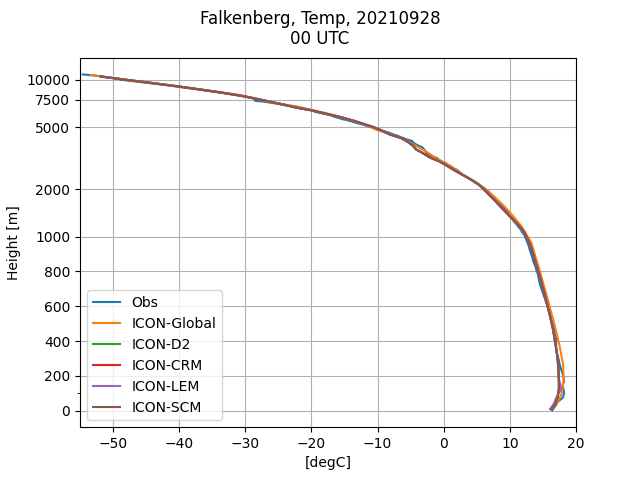 Falkenberg, Temp, 20210928
00 UTC
10000
7500
5000
2000
1000
800
600
400
200
0
Height [m]
Obs
ICON-Global
ICON-D2
ICON-CRM
ICON-LEM
ICON-SCM
−50 −40 −30 −20 −10 0 10 20
[degC]